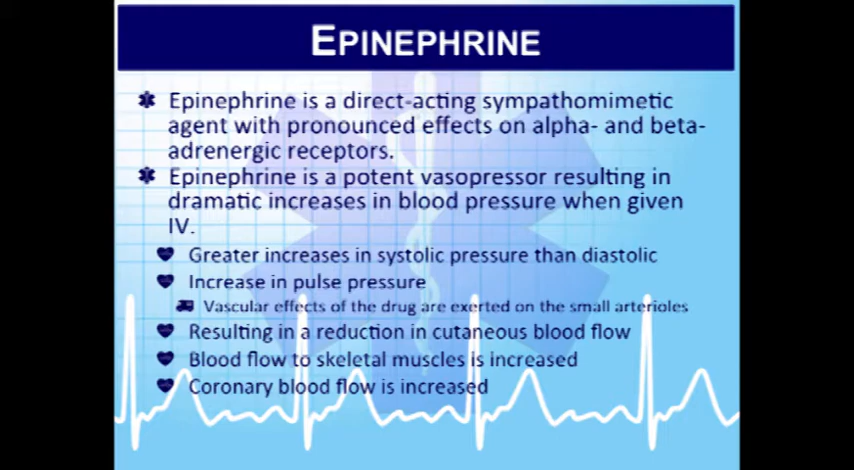 EPINEPHRINE
Epinephrine is a direct-acting sympathomimetic
agent with pronounced effects on alpha- and beta-
adrenergic receptors.
Epinephrine is a potent vasopressor resulting in
dramatic increases in blood pressure when given
IV.
Greater increases in systolic pressure than diastolic
Increase in pulse pressure
Vascular effects of the drug are exerted on the small arterioles
Resulting in a reduction in cutaneous blood flow
Blood flow to skeletal muscles is increased
Coronary blood flow is increased